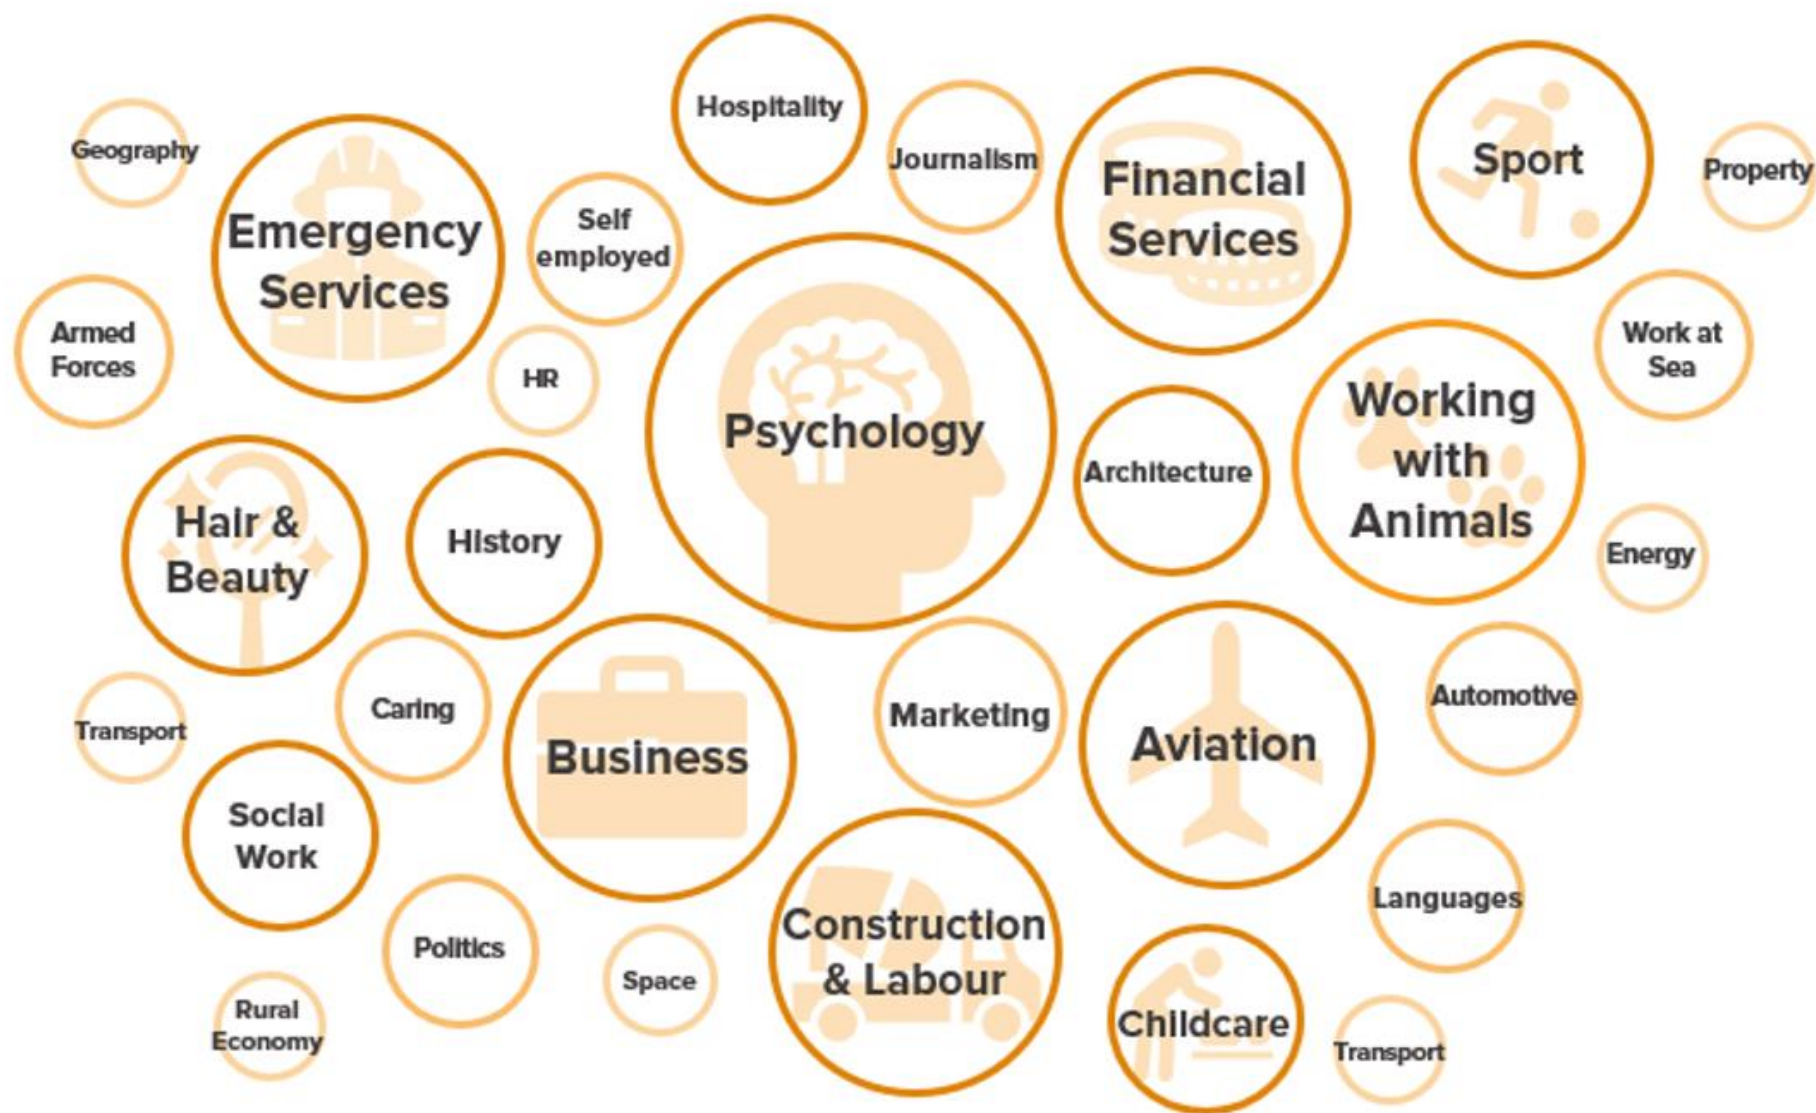 Hospitality
Geography
Journalism
Sport
Property
Financial
Services
Emergency
Services
Self
employed
Armed
Forces
HR
Work at
Sea
Psychology
Working
with
Animals
Architecture
Hair &
Beauty
History
Energy
Transport
Caring
Business
Marketing
Aviation
Automotive
Social
Work
Politics
Space
Construction
& Labour
Languages
Rural
Economy
Childcare
Transport